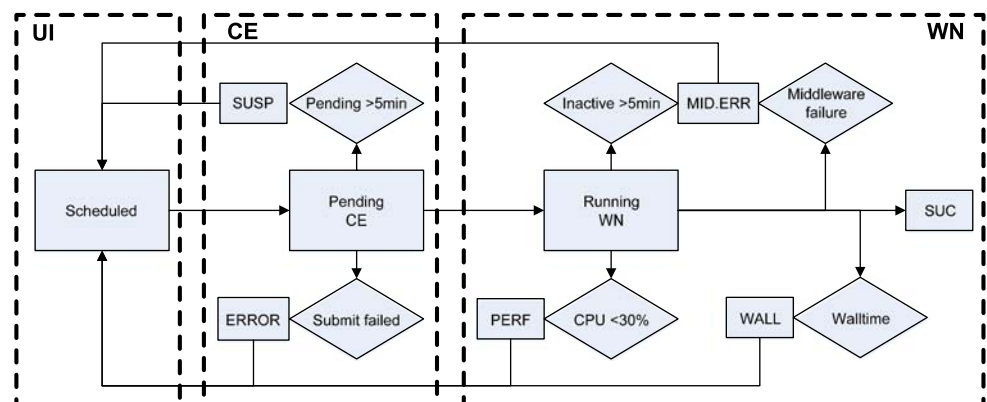 UI
CE
WN
SUSP
Pending >5min
Inactive >5min
MID.ERR
Middleware
failure
Scheduled
Pending
CE
Running
WN
SUC
ERROR
Submit failed
PERF
CPU <30%
WALL
Walltime